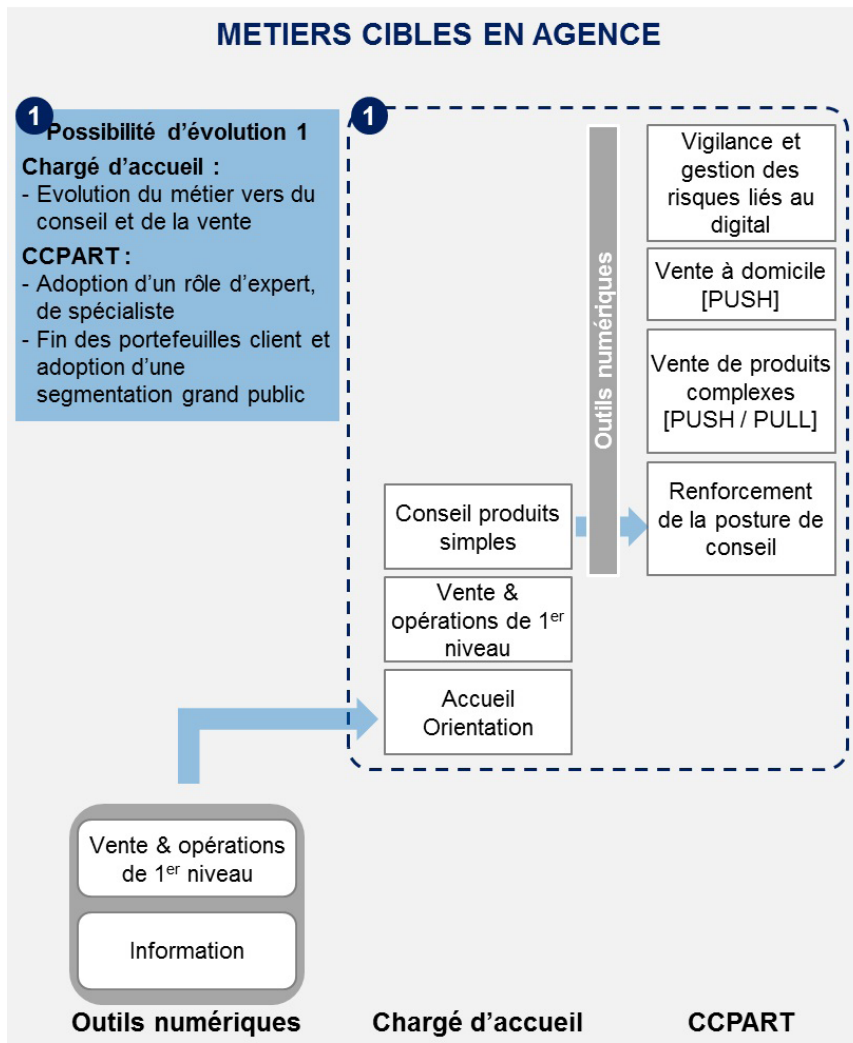 METIERS CIBLES EN AGENCE
1
Possibilité d'évolution 1
Chargé d'accueil :
- Evolution du métier vers du
conseil et de la vente
CCPART :
- Adoption d'un rôle d'expert,
de spécialiste
- Fin des portefeuilles client et
adoption d'une
segmentation grand public
1
Outils numériques
Vigilance et
gestion des
risques liés au
digital
Vente à domicile
[PUSH]
Vente de produits
complexes
[PUSH / PULL]
Renforcement
de la posture de
conseil
Conseil produits
simples
Vente &
opérations de 1er
niveau
Accueil
Orientation
Vente & opérations
de 1er niveau
Information
Outils numériques
Chargé d'accueil
CCPART